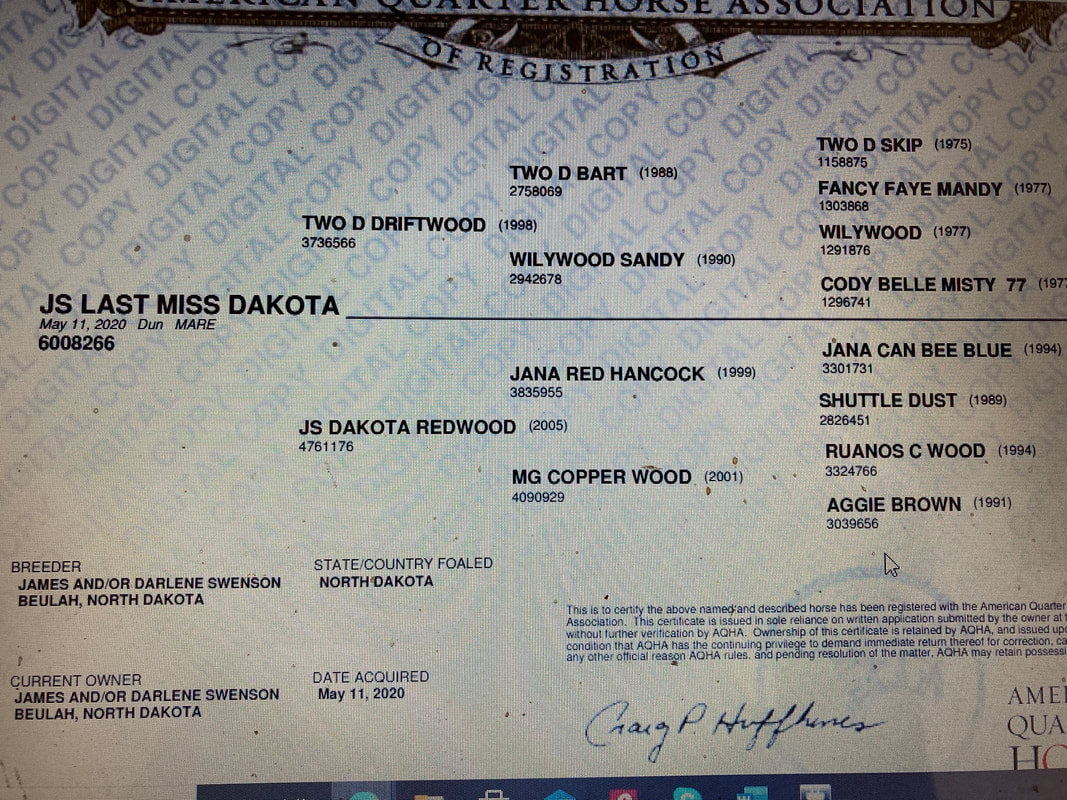 AMERICAN QUARTER HORSE ASSOCIATION
OF REGISTRATION
TWO D SKIP (1975)
1158875
TWO D BART (1988)
2758069
FANCY FAYE MANDY (1977)
1303868
TWO D DRIFTWOOD (1998)
3736566
WILYWOOD (1977)
1291876
WILYWOOD SANDY (1990)
2942678
CODY BELLE MISTY 77 (197
1296741
JS LAST MISS DAKOTA
May 11, 2020 Dun MARE
6008266
JANA CAN BEE BLUE (1994)
3301731
JANA RED HANCOCK (1999)
3835955
SHUTTLE DUST (1989)
2826451
JS DAKOTA REDWOOD (2005)
4761176
RUANOS C WOOD (1994)
3324766
MG COPPER WOOD (2001)
4090929
AGGIE BROWN (1991)
3039656
BREEDER
JAMES AND/OR DARLENE SWENSON
BEULAH, NORTH DAKOTA
STATE/COUNTRY FOALED
NORTH DAKOTA
This is to certify the above named and described horse has been registered with the American Quarter
Association. This certificate is issued in sole reliance on written application submitted by the owner at
without further verification by AQHA. Ownership of this certificate is retained by AQHA, and issued
condition that AQHA has the continuing privilege to demand immediate return thereof for correction,
any other official reason AQHA rules. and pending resolution of the matter, AQHA may retain
CURRENT OWNER
JAMES AND/OR DARLENE SWENSON
BEULAH, NORTH DAKOTA
DATE ACQUIRED
May 11, 2020
Craig P. Huffhines
AME
QUA
HO
DIGITAL COPY